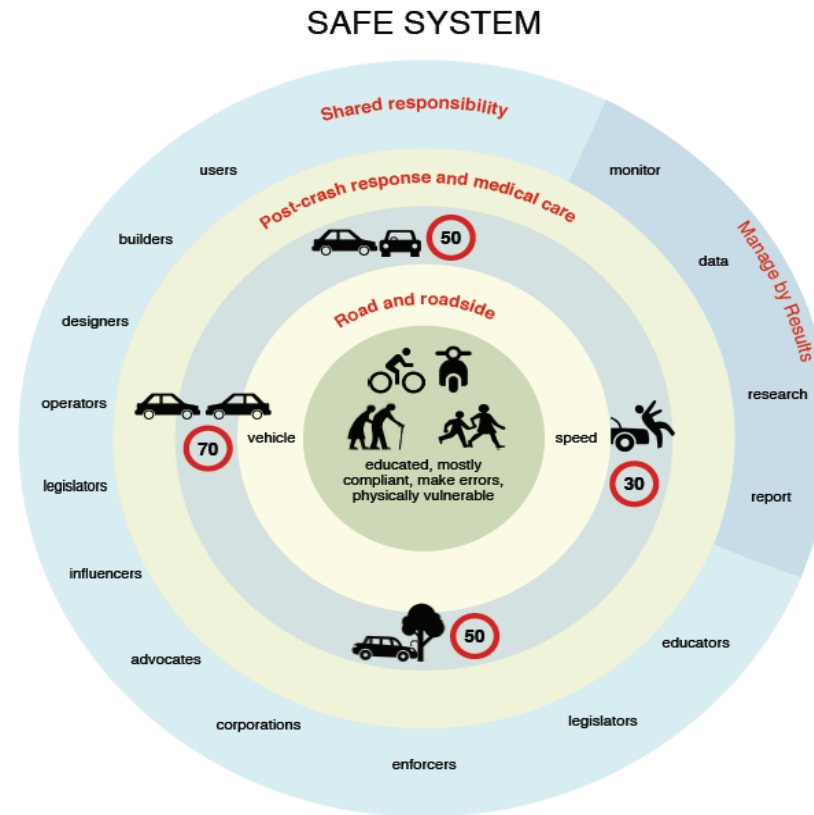 SAFE SYSTEM
Shared responsibility
users
monitor
Post-crash response and medical care
builders
50
data
Manage by Results
Road and roadside
designers
operators
research
vehicle
speed
70
educated, mostly
compliant, make errors,
physically vulnerable
30
legislators
report
influencers
50
educators
advocates
corporations
legislators
enforcers